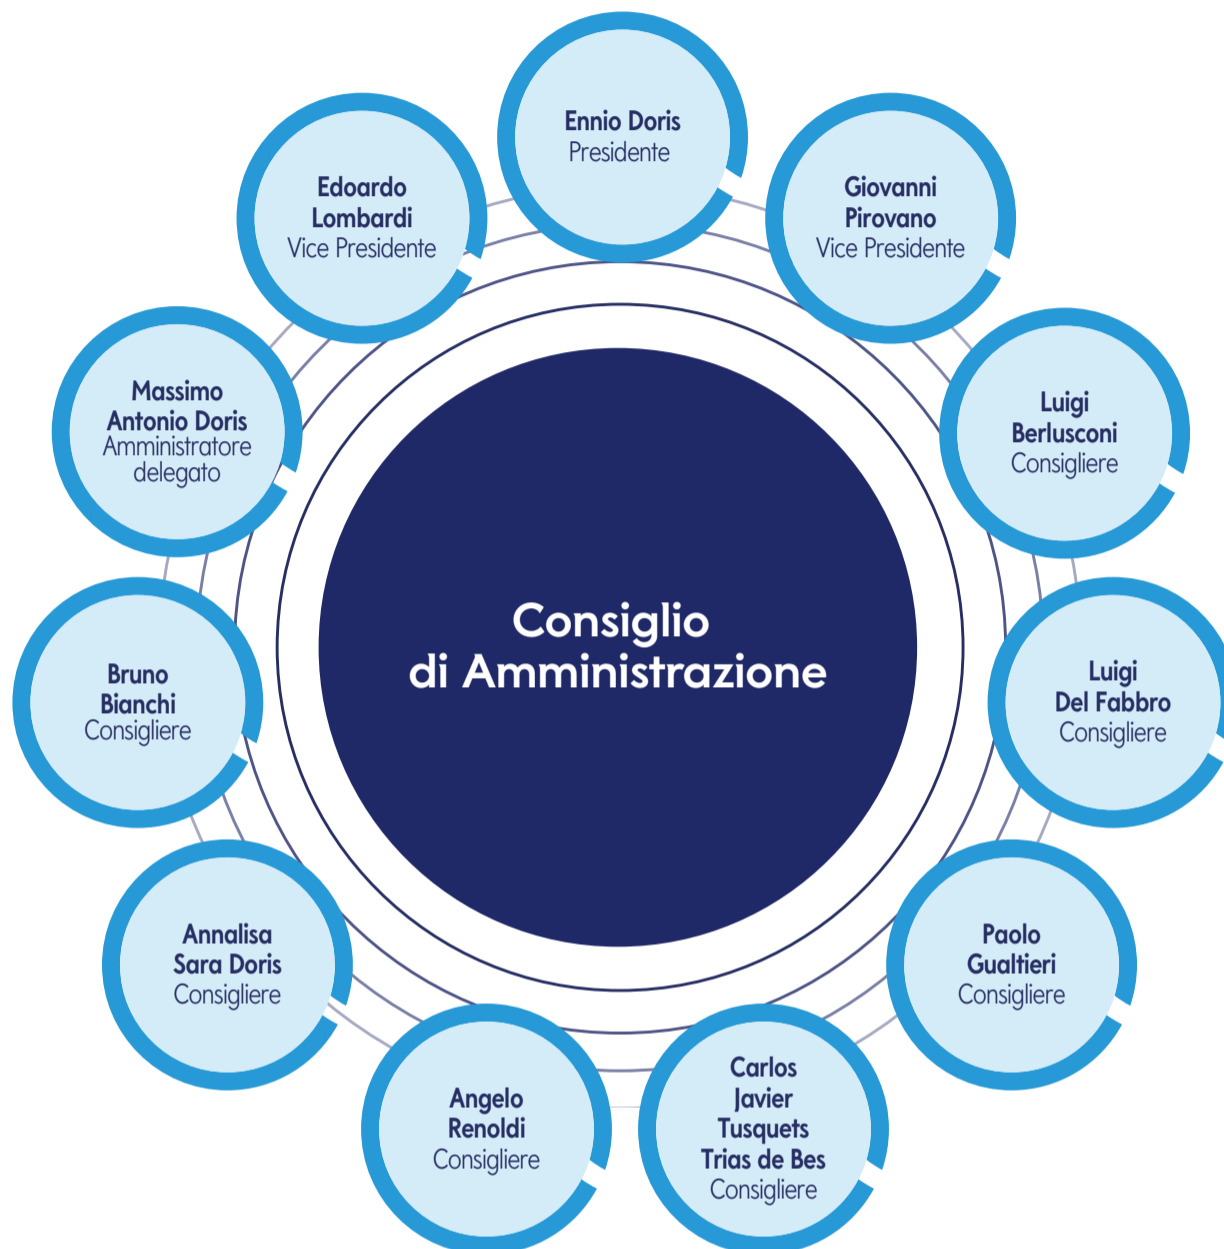 Ennio Doris
Presidente
Giovanni
Pirovano
Vice Presidente
Luigi
Berlusconi
Consigliere
Luigi
Del Fabbro
Consigliere
Paolo
Gualtieri
Consigliere
Carlos
Javier
Tusquets
Trias de Bes
Consigliere
Angelo
Renoldi
Consigliere
Annalisa
Sara Doris
Consigliere
Bruno
Bianchi
Consigliere
Massimo
Antonio Doris
Amministratore
delegato
Edoardo
Lombardi
Vice Presidente
Consiglio
di Amministrazione